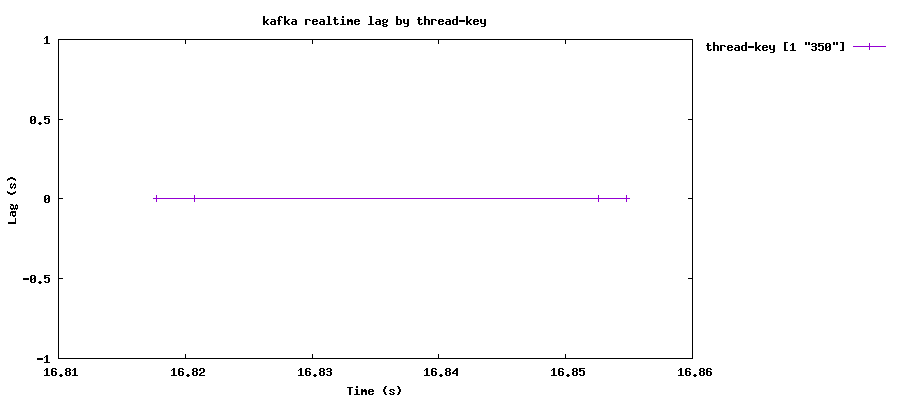 kafka realtime lag by thread-key
thread-key [1 "350"]
1
0.5
0
-0.5
-1
Lag (s)
16.81 16.82 16.83 16.84 16.85 16.86
Time (s)